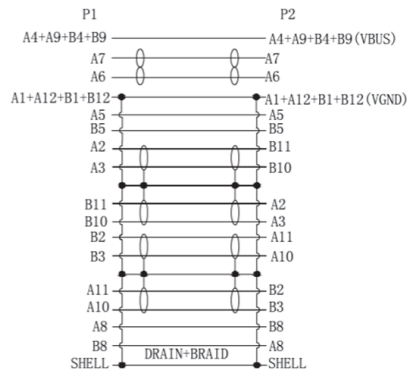 P1 P2
A4+A9+B4+B9 A4+A9+B4+B9(VBUS)
A7 A7
A6 A6
A1+A12+B1+B12 A1+A12+B1+B12(VGND)
A5 A5
B5 B5
A2 B11
A3 B10
B11 A2
B10 A3
B2 A11
B3 A10
A11 B2
A10 B3
A8 B8
B8 A8
DRAIN+BRAID
SHELL SHELL